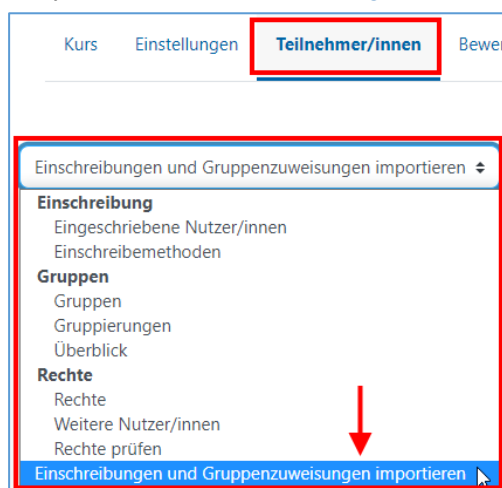 Kurs Einstellungen Teilnehmer/innen Bewer
Einschreibungen und Gruppenzuweisungen importieren
Einschreibung
Eingeschriebene Nutzer/innen
Einschreibemethoden
Gruppen
Gruppen
Gruppierungen
Überblick
Rechte
Rechte
Weitere Nutzer/innen
Rechte prüfen
Einschreibungen und Gruppenzuweisungen importieren